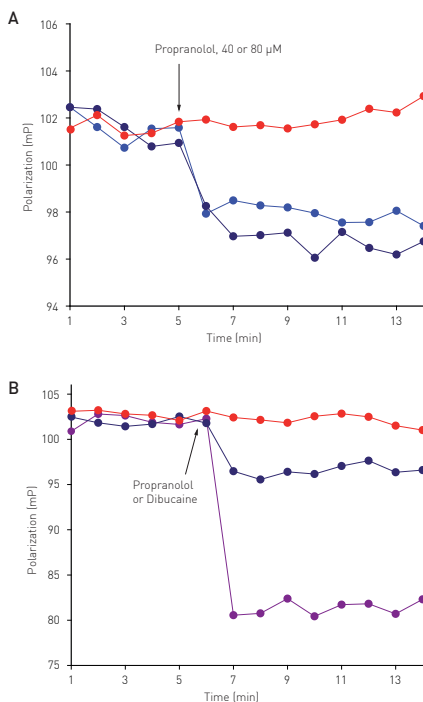 A
106
104
102
100
98
96
94
Polarization (mP)
Propranolol, 40 or 80 µM
1 3 5 7 9 11 13
Time (min)
B
105
100
95
90
85
80
75
Polarization (mP)
Propranolol
or Dibucaine
1 3 5 7 9 11 13
Time (min)